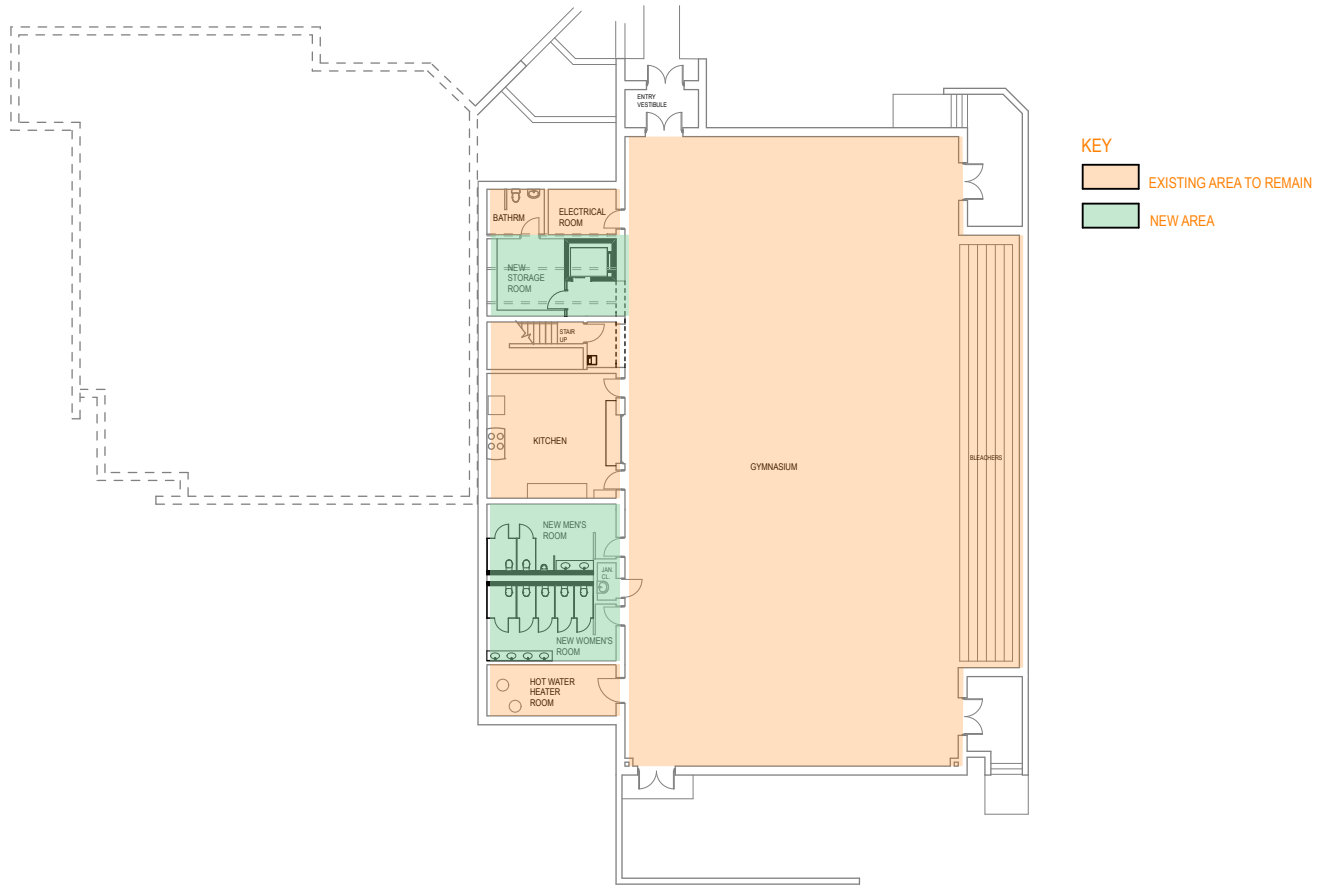 ENTRY
VESTIBULE
KEY
EXISTING AREA TO REMAIN
NEW AREA
BATHRM
ELECTRICAL
ROOM
NEW
STORAGE
ROOM
STAIR
UP
KITCHEN
GYMNASIUM
BLEACHERS
NEW MEN'S
ROOM
JAN.
CL.
NEW WOMEN'S
ROOM
HOT WATER
HEATER
ROOM